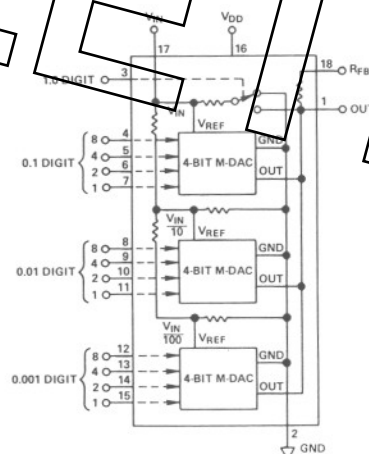 VIN VDD
17 16
18 RFB
1.0 DIGIT 3
1 OUT
VIN
VREF
GND
8 4
4 5
0.1 DIGIT
2 6
1 7
4-BIT M-DAC
OUT
VIN
10
VREF
GND
8 8
4 9
0.01 DIGIT
2 10
1 11
4-BIT M-DAC
OUT
VIN
100
VREF
GND
8 12
4 13
0.001 DIGIT
2 14
1 15
4-BIT M-DAC
OUT
2
GND